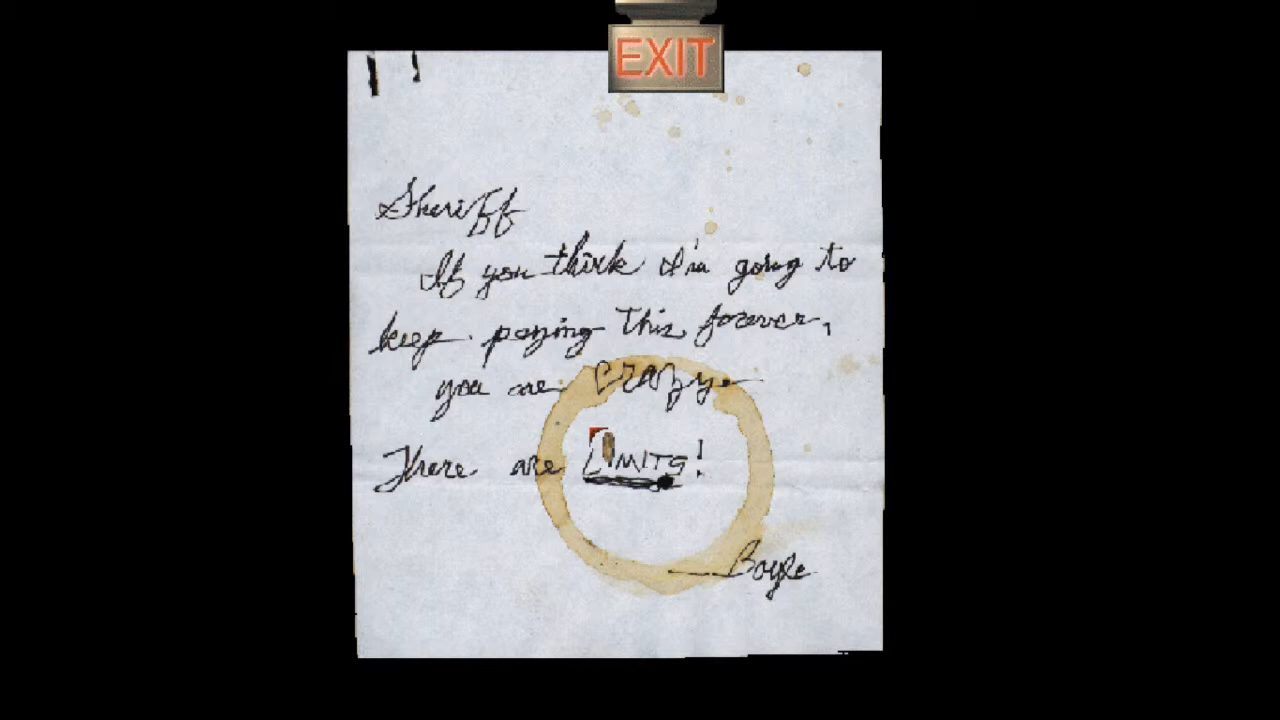 EXIT
Sheriff
If you think I'm going to
keep paying this forever,
you are crazy
There are LIMITS!
—Boyle